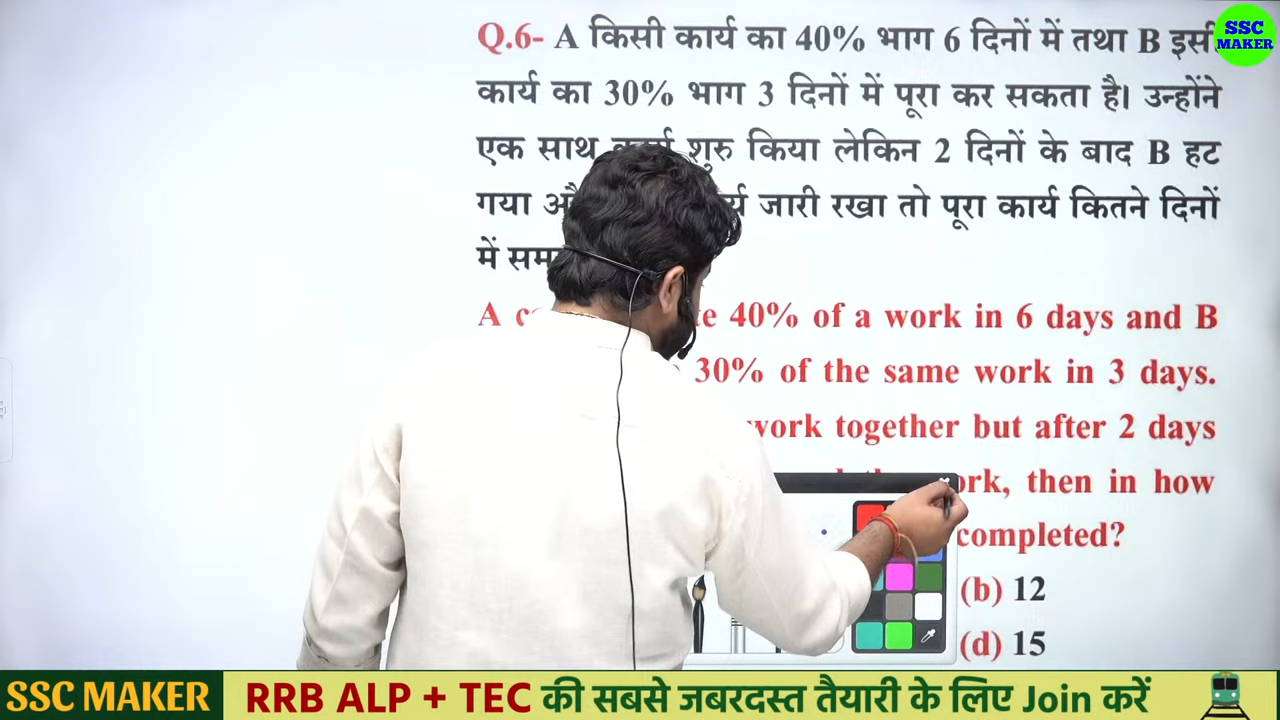 Q.6- A किसी कार्य का 40% भाग 6 दिनों में तथा B इसी
कार्य का 30% भाग 3 दिनों में पूरा कर सकता है। उन्होंने
एक साथ शुरु किया लेकिन 2 दिनों के बाद B हट
गया जारी रखा तो पूरा कार्य कितने दिनों
में
A 40% of a work in 6 days and B
30% of the same work in 3 days.
work together but after 2 days
then in how
completed?
(b) 12
(d) 15
SSC
MAKER
SSC MAKER RRB ALP + TEC की सबसे जबरदस्त तैयारी के लिए Join करें